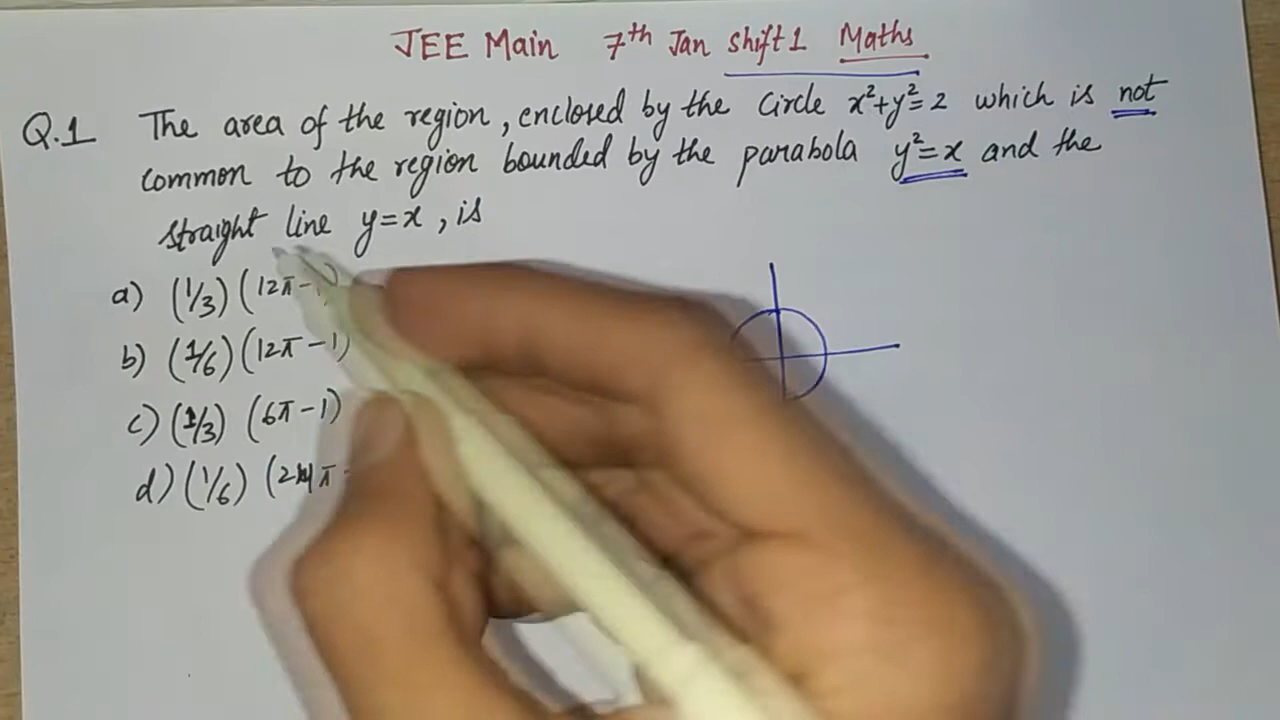 JEE Main 7th Jan Shift 1 Maths
Q.1 The area of the region, enclosed by the Circle x²+y²=2 which is not
common to the region bounded by the parabola y²=x and the
straight line y=x, is
a) (1/3) (12π-
b) (1/6) (12π-1)
c) (1/3) (6π-1)
d) (1/6) (24π-